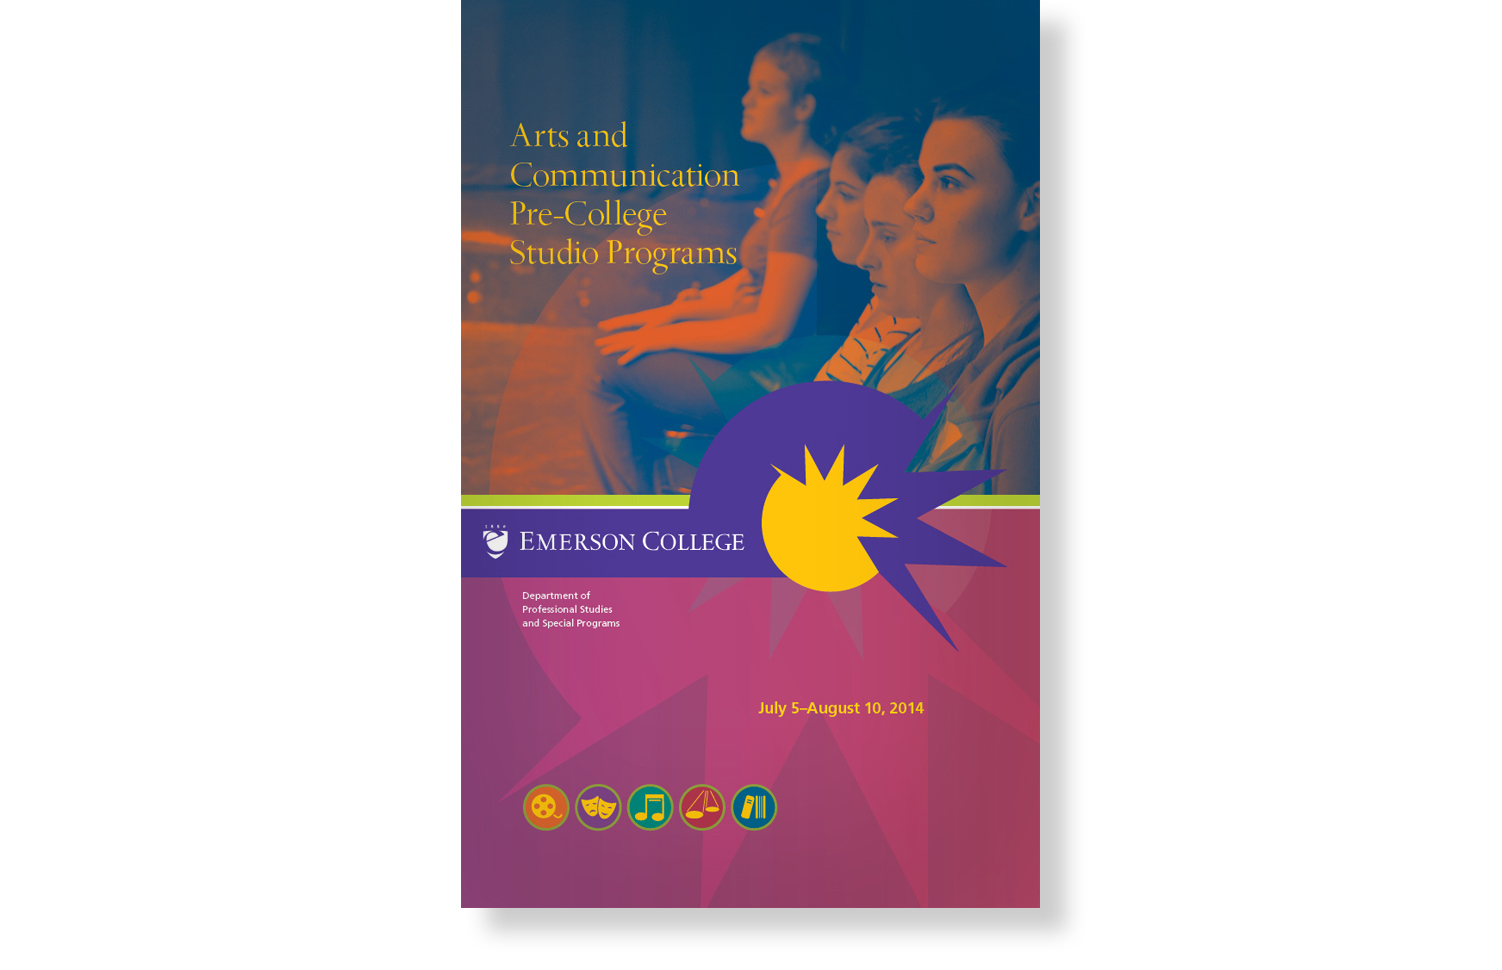 Arts and
Communication
Pre-College
Studio Programs
EMERSON COLLEGE
Department of
Professional Studies
and Special Programs
July 5–August 10, 2014